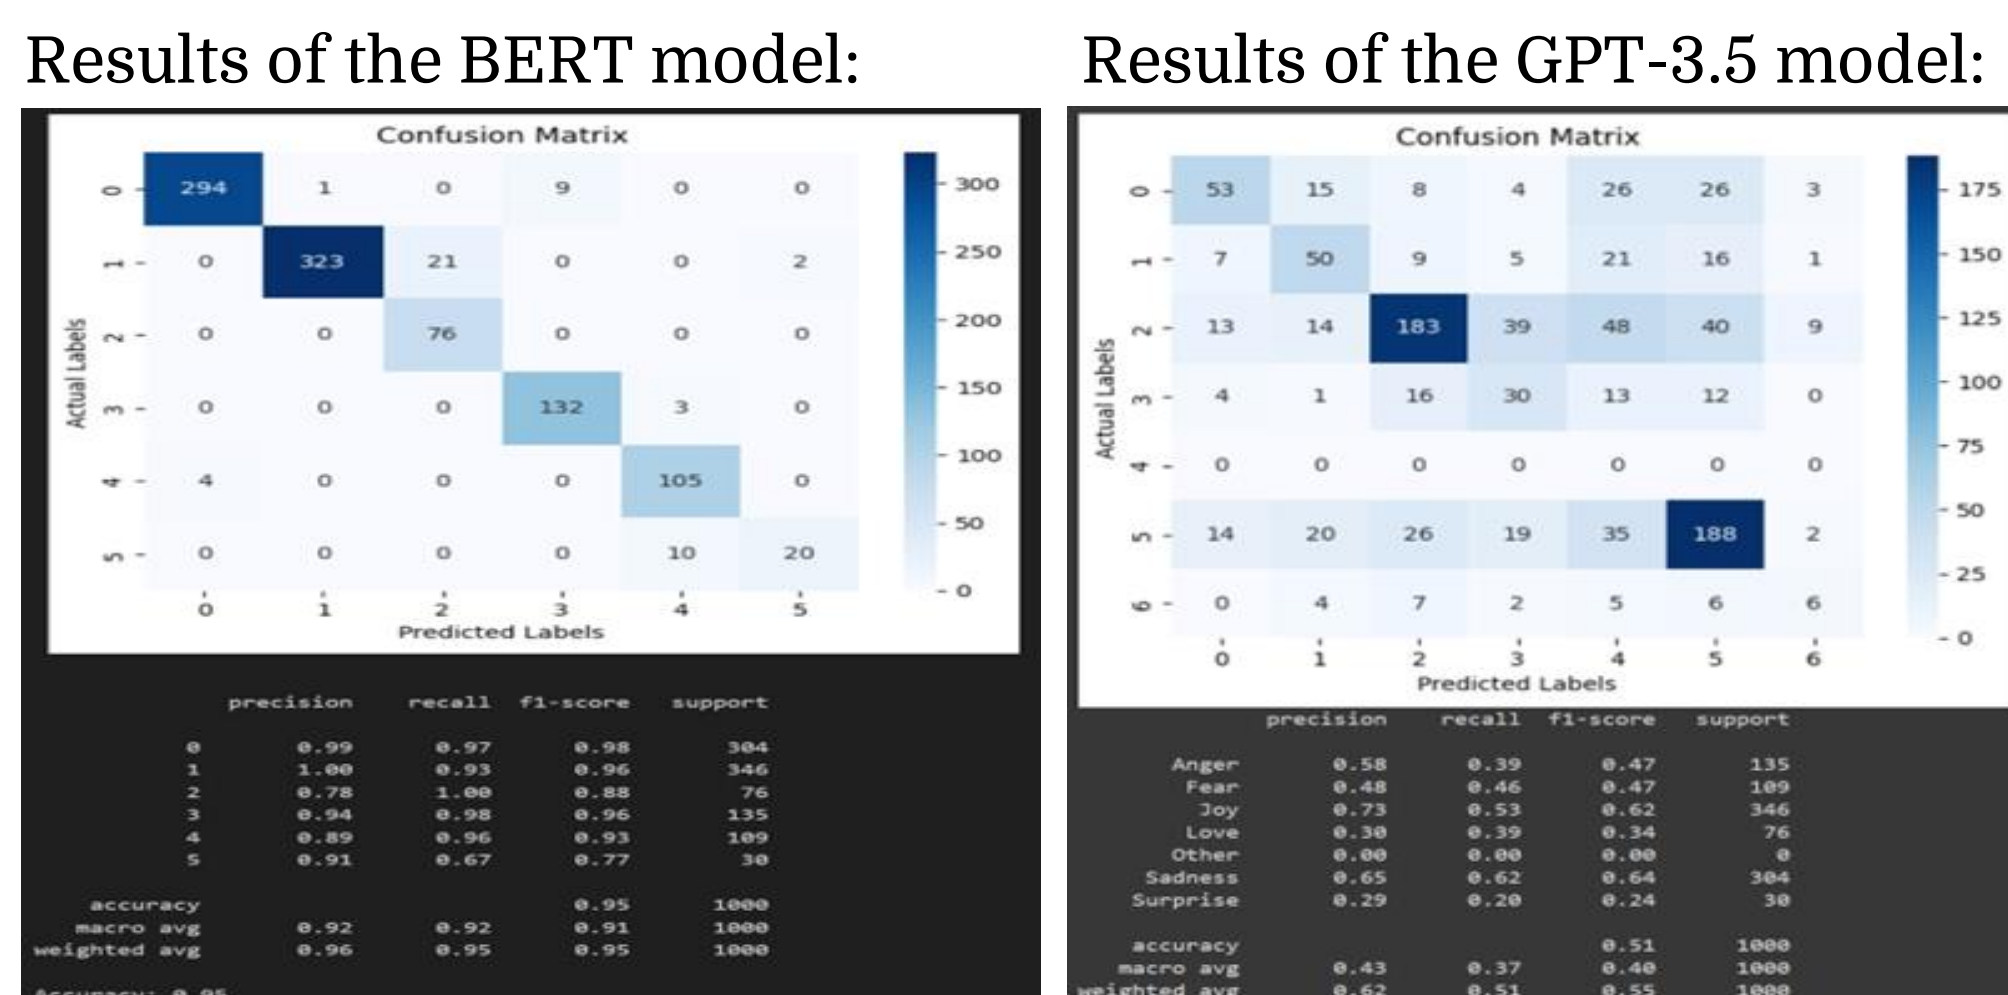 Results of the BERT model:
Confusion Matrix
0 294 1 0 9 0 0
1 0 323 21 0 0 2
2 0 0 76 0 0 0
3 0 0 0 132 3 0
4 4 0 0 0 105 0
5 0 0 0 0 10 20
0 1 2 3 4 5
Actual Labels
Predicted Labels
300
250
200
150
100
50
0
precision recall f1-score support
0 0.99 0.97 0.98 304
1 1.00 0.93 0.96 346
2 0.78 1.00 0.88 76
3 0.94 0.98 0.96 135
4 0.89 0.96 0.93 109
5 0.91 0.67 0.77 30
accuracy 0.95 1000
macro avg 0.92 0.92 0.91 1000
weighted avg 0.96 0.95 0.95 1000
Accuracy: 0.95
Results of the GPT-3.5 model:
Confusion Matrix
0 53 15 8 4 26 26 3
1 7 50 9 5 21 16 1
2 13 14 183 39 48 40 9
3 4 1 16 30 13 12 0
4 0 0 0 0 0 0 0
5 14 20 26 19 35 188 2
6 0 4 7 2 5 6 6
0 1 2 3 4 5 6
Actual Labels
Predicted Labels
175
150
125
100
75
50
25
0
precision recall f1-score support
Anger 0.58 0.39 0.47 135
Fear 0.48 0.46 0.47 109
Joy 0.73 0.53 0.62 346
Love 0.30 0.39 0.34 76
Other 0.00 0.00 0.00 0
Sadness 0.65 0.62 0.64 304
Surprise 0.29 0.20 0.24 30
accuracy 0.51 1000
macro avg 0.43 0.37 0.40 1000
weighted avg 0.62 0.51 0.55 1000